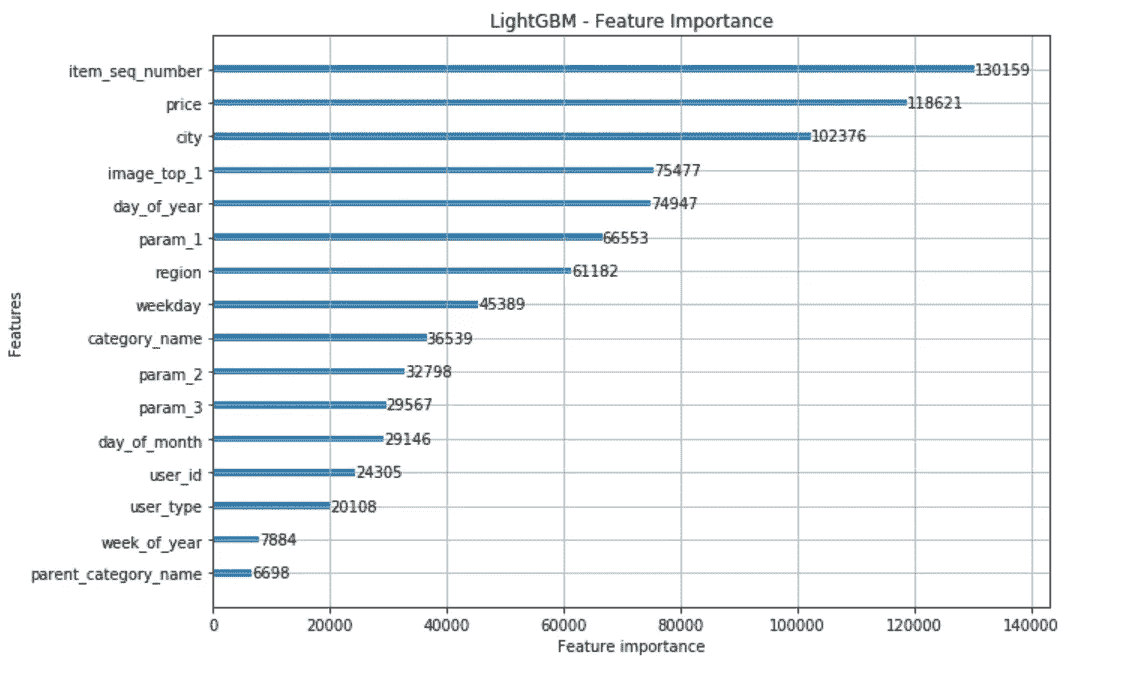 LightGBM - Feature Importance
item_seq_number 130159
price 118621
city 102376
image_top_1 75477
day_of_year 74947
param_1 66553
region 61182
weekday 45389
category_name 36539
param_2 32798
param_3 29567
day_of_month 29146
user_id 24305
user_type 20108
week_of_year 7884
parent_category_name 6698
Features
0 20000 40000 60000 80000 100000 120000 140000
Feature importance